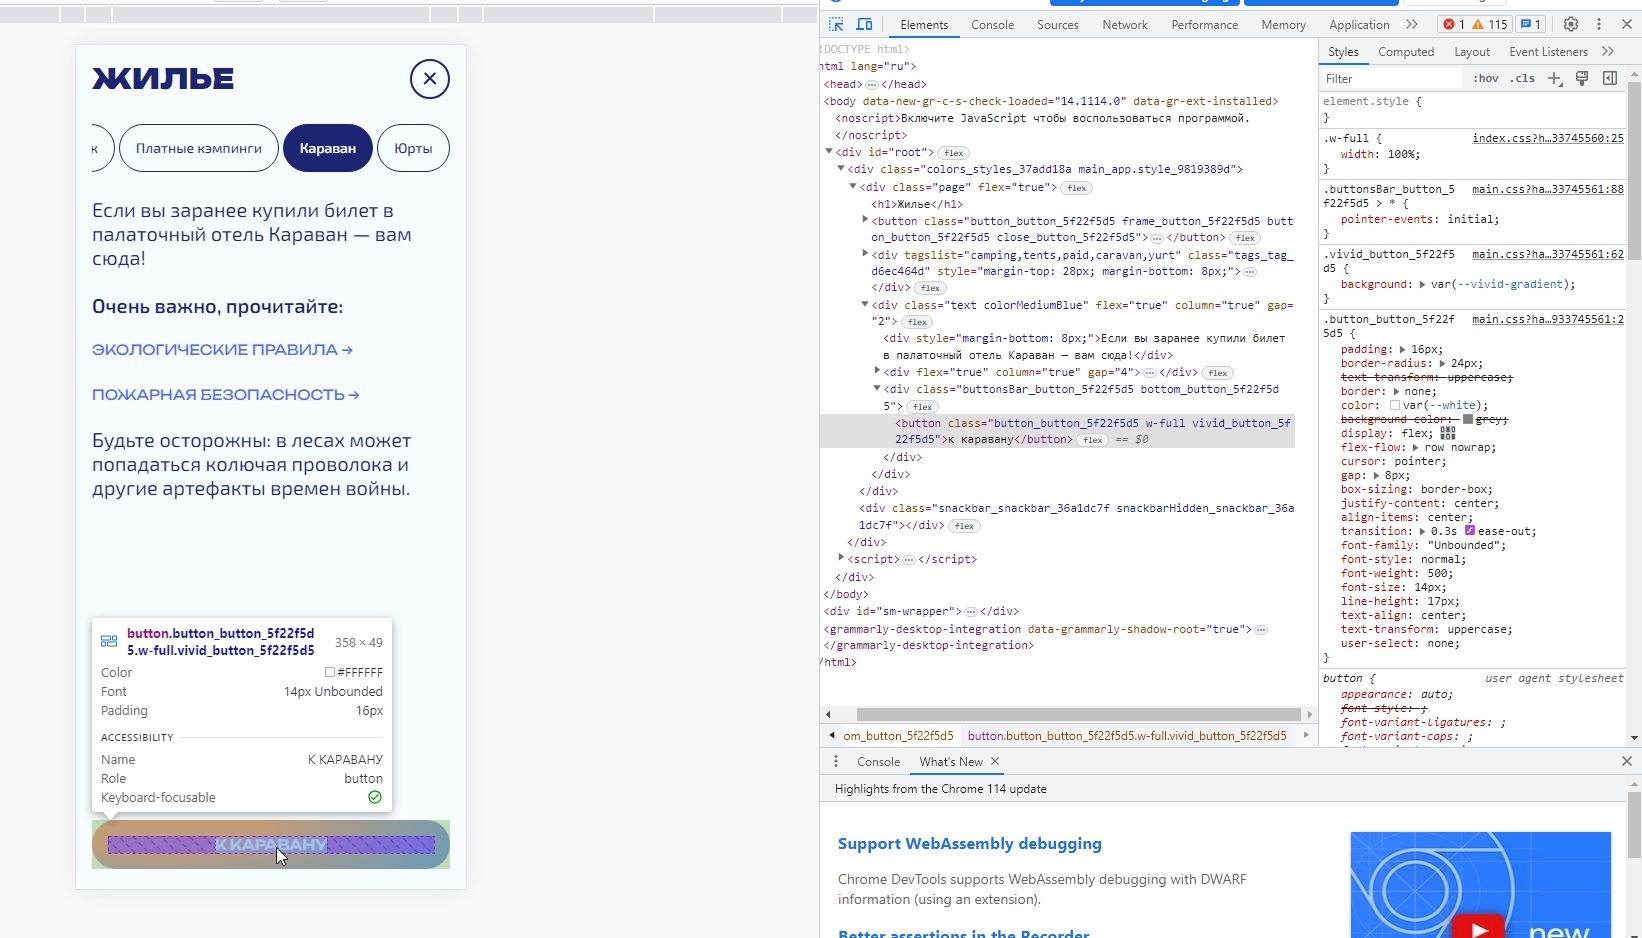 ЖИЛЬЕ
к
Платные кэмпинги
Караван
Юрты
Если вы заранее купили билет в
палаточный отель Караван — вам
сюда!
Очень важно, прочитайте:
ЭКОЛОГИЧЕСКИЕ ПРАВИЛА →
ПОЖАРНАЯ БЕЗОПАСНОСТЬ →
Будьте осторожны: в лесах может
попадаться колючая проволока и
другие артефакты времен войны.
button.button_button_5f22f5d
5.w-full.vivid_button_5f22f5d5
358 × 49
Color #FFFFFF
Font 14px Unbounded
Padding 16px
ACCESSIBILITY
Name К КАРАВАНУ
Role button
Keyboard-focusable
К КАРАВАНУ
Elements Console Sources Network Performance Memory Application 1 115 1
!DOCTYPE html>
html lang="ru">
<head> </head>
<body data-new-gr-c-s-check-loaded="14.1114.0" data-gr-ext-installed>
<noscript>Включите JavaScript чтобы воспользоваться программой.
</noscript>
<div id="root"> flex
<div class="colors_styles_37add18a main_app.style_9819389d">
<div class="page" flex="true"> flex
<h1>Жилье</h1>
<button class="button_button_5f22f5d5 frame_button_5f22f5d5 butt
on_button_5f22f5d5 close_button_5f22f5d5"> </button> flex
<div tagslist="camping,tents,paid,caravan,yurt" class="tags_tag_
d6ec464d" style="margin-top: 28px; margin-bottom: 8px;">
</div> flex
<div class="text colorMediumBlue" flex="true" column="true" gap=
"2"> flex
<div style="margin-bottom: 8px;">Если вы заранее купили билет
в палаточный отель Караван — вам сюда!</div>
<div flex="true" column="true" gap="4"> </div> flex
<div class="buttonsBar_button_5f22f5d5 bottom_button_5f22f5d
5"> flex
<button class="button_button_5f22f5d5 w-full vivid_button_5f
22f5d5">к каравану</button> flex == $0
</div>
</div>
</div>
<div class="snackbar_snackbar_36a1dc7f snackbarHidden_snackbar_36a
1dc7f"></div> flex
</div>
<script> </script>
</div>
</body>
<div id="sm-wrapper"> </div>
<grammarly-desktop-integration data-grammarly-shadow-root="true">
</grammarly-desktop-integration>
/html>
om_button_5f22f5d5 button.button_button_5f22f5d5.w-full.vivid_button_5f22f5d5
Styles Computed Layout Event Listeners
Filter :hov .cls
element.style {
}
.w-full { index.css?h…33745560:25
width: 100%;
}
.buttonsBar_button_5 main.css?ha…33745561:88
f22f5d5 > * {
pointer-events: initial;
}
.vivid_button_5f22f5 main.css?ha…33745561:62
d5 {
background: var(--vivid-gradient);
}
.button_button_5f22f main.css?ha…933745561:2
5d5 {
padding: 16px;
border-radius: 24px;
text-transform: uppercase;
border: none;
color: var(--white);
background-color: grey;
display: flex;
flex-flow: row nowrap;
cursor: pointer;
gap: 8px;
box-sizing: border-box;
justify-content: center;
align-items: center;
transition: 0.3s ease-out;
font-family: "Unbounded";
font-style: normal;
font-weight: 500;
font-size: 14px;
line-height: 17px;
text-align: center;
text-transform: uppercase;
user-select: none;
}
button { user agent stylesheet
appearance: auto;
font-style: ;
font-variant-ligatures: ;
font-variant-caps: ;
Console What's New
Highlights from the Chrome 114 update
Support WebAssembly debugging
Chrome DevTools supports WebAssembly debugging with DWARF
information (using an extension).
Better assertions in the Recorder
new